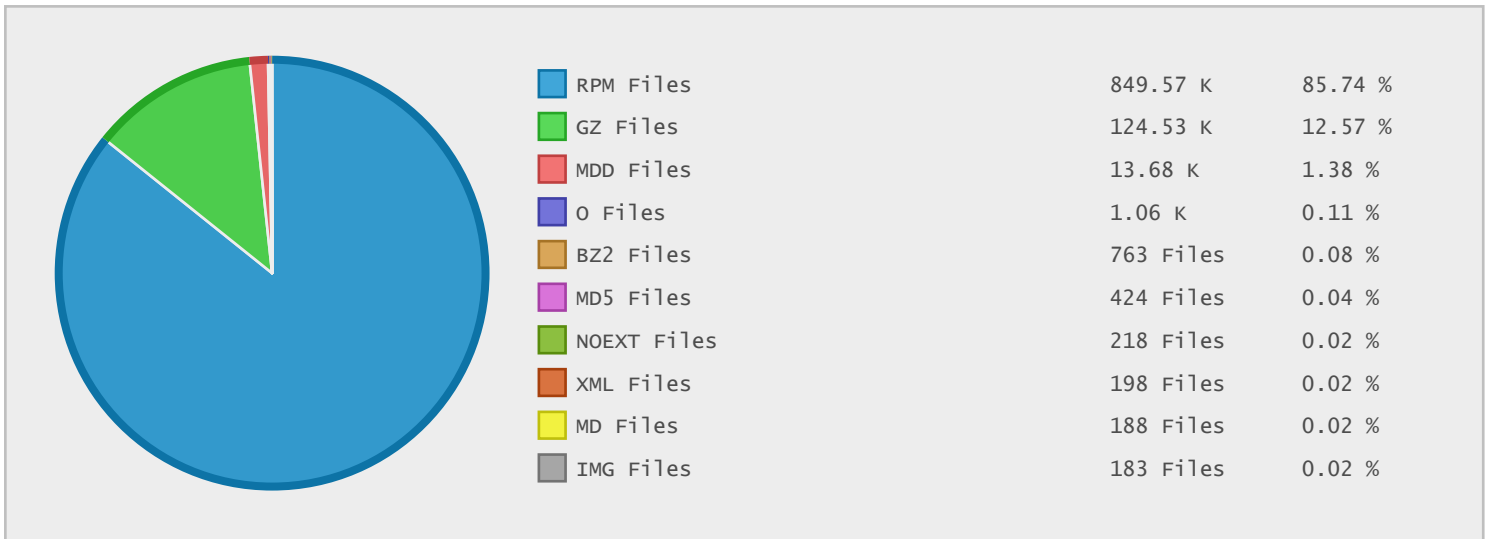 RPM Files 849.57 K 85.74 %
GZ Files 124.53 K 12.57 %
MDD Files 13.68 K 1.38 %
O Files 1.06 K 0.11 %
BZ2 Files 763 Files 0.08 %
MD5 Files 424 Files 0.04 %
NOEXT Files 218 Files 0.02 %
XML Files 198 Files 0.02 %
MD Files 188 Files 0.02 %
IMG Files 183 Files 0.02 %